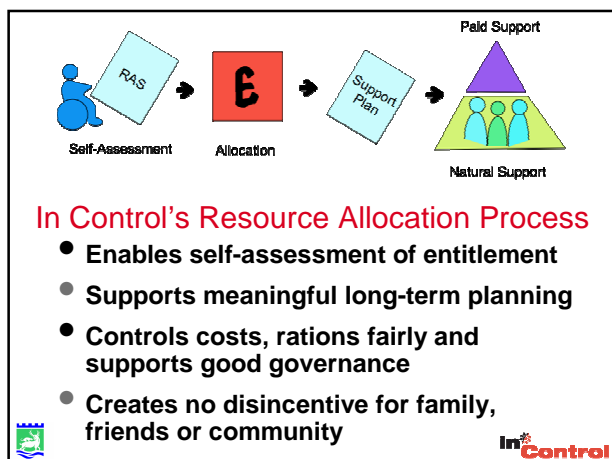 Paid Support
RAS
£
Support
Plan
Self-Assessment
Allocation
Natural Support
In Control's Resource Allocation Process
• Enables self-assessment of entitlement
• Supports meaningful long-term planning
• Controls costs, rations fairly and
supports good governance
• Creates no disincentive for family,
friends or community
In Control